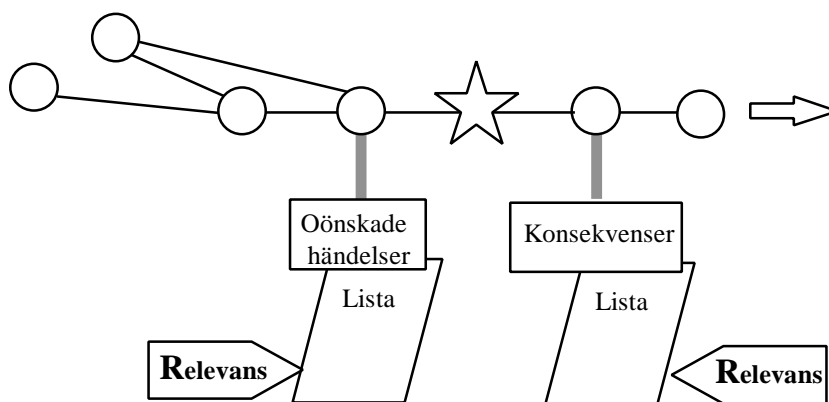 Oönskade
händelser
Konsekvenser
Lista
Lista
Relevans
Relevans